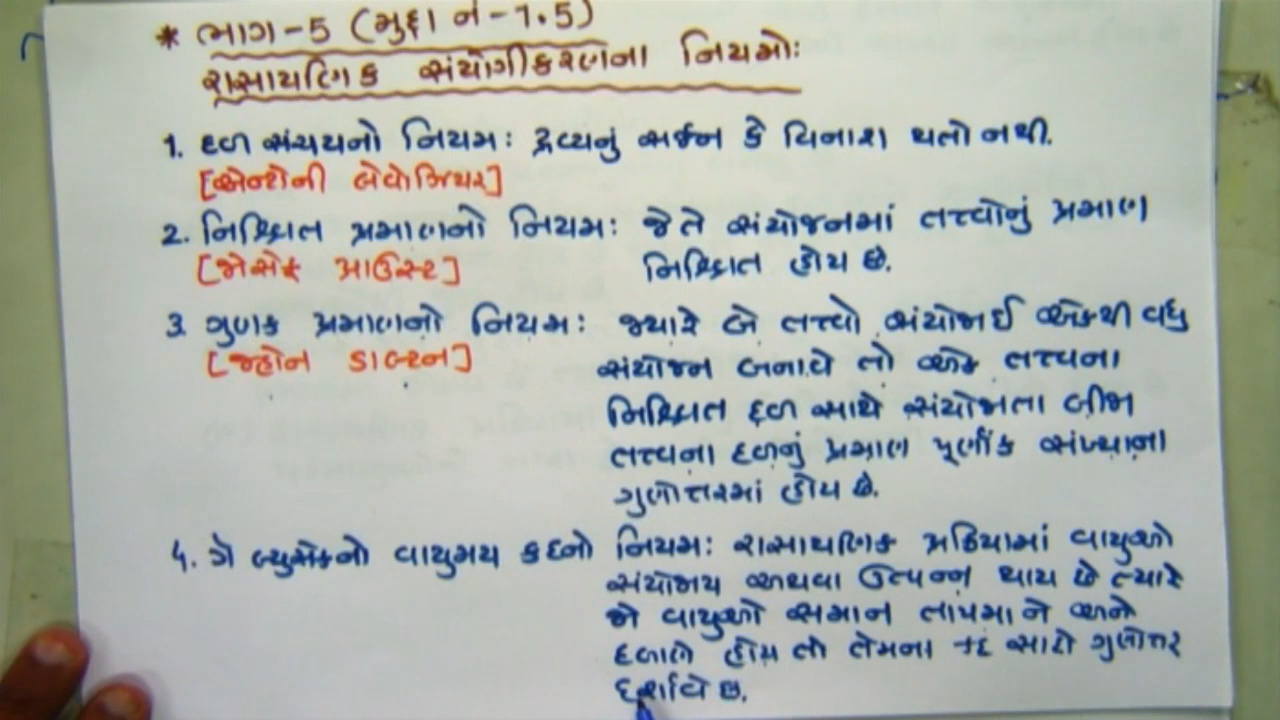 * ભાગ-5 (મુદ્દા નં-1.5)
રાસાયણિક સંયોગીકરણના નિયમોઃ
1. દળ સંચયનો નિયમઃ દ્રવ્યનું સર્જન કે વિનાશ થતો નથી.
[એન્ટોની લેવોઝિયર]
2. નિશ્ચિત પ્રમાણનો નિયમઃ જે તે સંયોજનમાં તત્ત્વોનું પ્રમાણ
[જોસેફ પ્રાઉસ્ટ] નિશ્ચિત હોય છે.
3. ગુણક પ્રમાણનો નિયમઃ જ્યારે બે તત્ત્વો સંયોજાઈ એકથી વધુ
[જ્હોન ડાલ્ટન] સંયોજન બનાવે તો એક તત્ત્વના
નિશ્ચિત દળ સાથે સંયોજાતા બીજા
તત્ત્વના દળનું પ્રમાણ પૂર્ણાંક સંખ્યાના
ગુણોત્તરમાં હોય છે.
4. ગે લ્યુસેકનો વાયુમય કદનો નિયમઃ રાસાયણિક પ્રક્રિયામાં વાયુઓ
સંયોજાય અથવા ઉત્પન્ન થાય છે ત્યારે
જો વાયુઓ સમાન તાપમાને અને
દબાણે હોય તો તેમના કદ સાદો ગુણોત્તર
દર્શાવે છે.